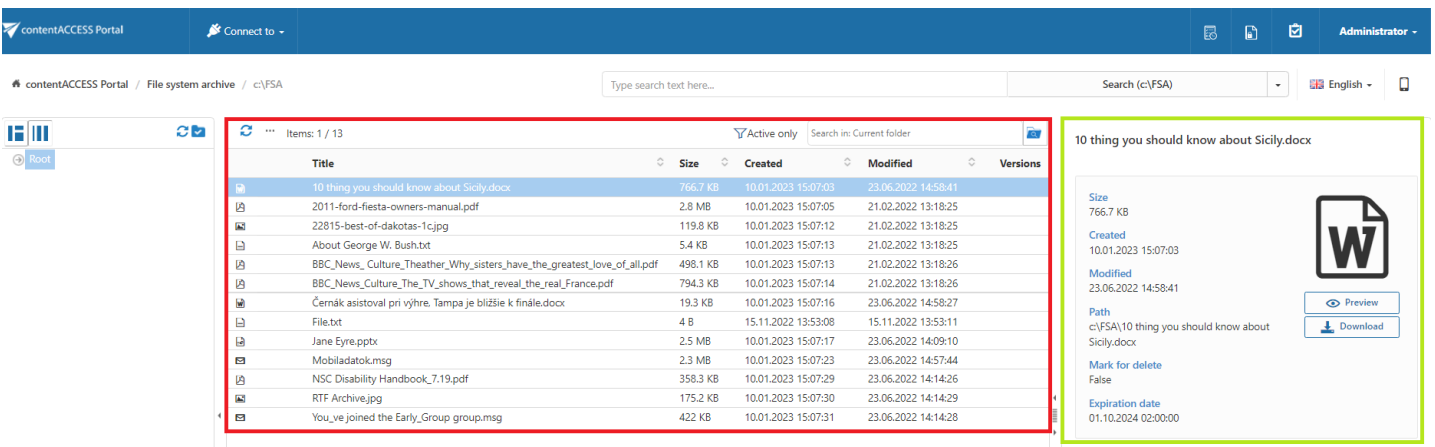 contentACCESS Portal
Connect to
Administrator
contentACCESS Portal / File system archive / c:\FSA
Type search text here...
Search (c:\FSA)
English
Items: 1 / 13
Active only
Search in: Current folder
Title Size Created Modified Versions
10 thing you should know about Sicily.docx 766.7 KB 10.01.2023 15:07:03 23.06.2022 14:58:41
2011-ford-fiesta-owners-manual.pdf 2.8 MB 10.01.2023 15:07:05 21.02.2022 13:18:25
22815-best-of-dakotas-1c.jpg 119.8 KB 10.01.2023 15:07:12 21.02.2022 13:18:25
About George W. Bush.txt 5.4 KB 10.01.2023 15:07:13 21.02.2022 13:18:25
BBC_News_ Culture_Theather_Why_sisters_have_the_greatest_love_of_all.pdf 498.1 KB 10.01.2023 15:07:13 21.02.2022 13:18:26
BBC_News_Culture_The_TV_shows_that_reveal_the_real_France.pdf 794.3 KB 10.01.2023 15:07:14 21.02.2022 13:18:26
Černák asistoval pri výhre, Tampa je bližšie k finále.docx 19.3 KB 10.01.2023 15:07:16 23.06.2022 14:58:27
File.txt 4 B 15.11.2022 13:53:08 15.11.2022 13:53:11
Jane Eyre.pptx 2.5 MB 10.01.2023 15:07:17 23.06.2022 14:09:10
Mobiladatok.msg 2.3 MB 10.01.2023 15:07:23 23.06.2022 14:57:44
NSC Disability Handbook_7.19.pdf 358.3 KB 10.01.2023 15:07:29 23.06.2022 14:14:26
RTF Archive.jpg 175.2 KB 10.01.2023 15:07:30 23.06.2022 14:14:29
You_ve joined the Early_Group group.msg 422 KB 10.01.2023 15:07:31 23.06.2022 14:14:28
Root
10 thing you should know about Sicily.docx
Size
766.7 KB
Created
10.01.2023 15:07:03
Modified
23.06.2022 14:58:41
Path
c:\FSA\10 thing you should know about
Sicily.docx
Mark for delete
False
Expiration date
01.10.2024 02:00:00
W
Preview
Download